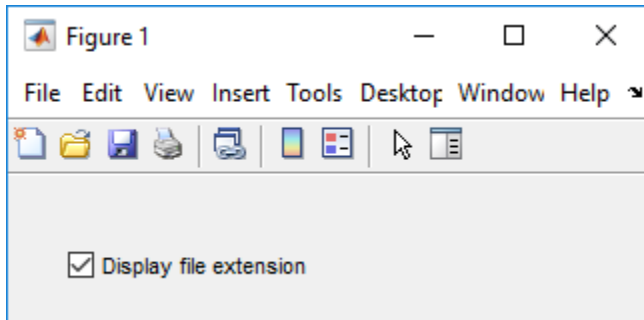 Figure 1
File Edit View Insert Tools Desktop Window Help
Display file extension